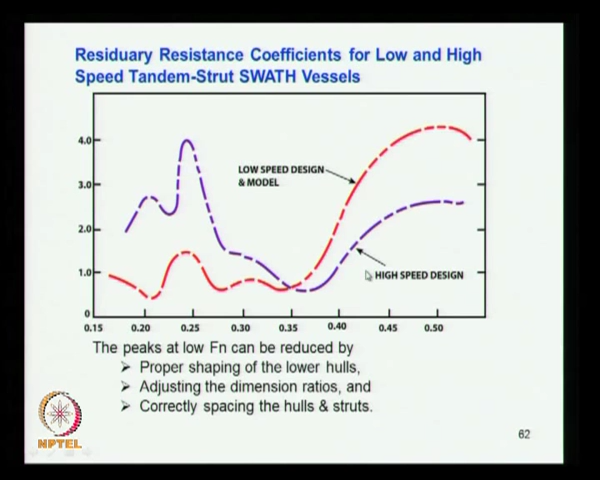 Residuary Resistance Coefficients for Low and High
Speed Tandem-Strut SWATH Vessels
4.0
3.0
2.0
1.0
0
LOW SPEED DESIGN
& MODEL
HIGH SPEED DESIGN
0.15 0.20 0.25 0.30 0.35 0.40 0.45 0.50
The peaks at low Fn can be reduced by
➢ Proper shaping of the lower hulls,
➢ Adjusting the dimension ratios, and
➢ Correctly spacing the hulls & struts.
NPTEL
62